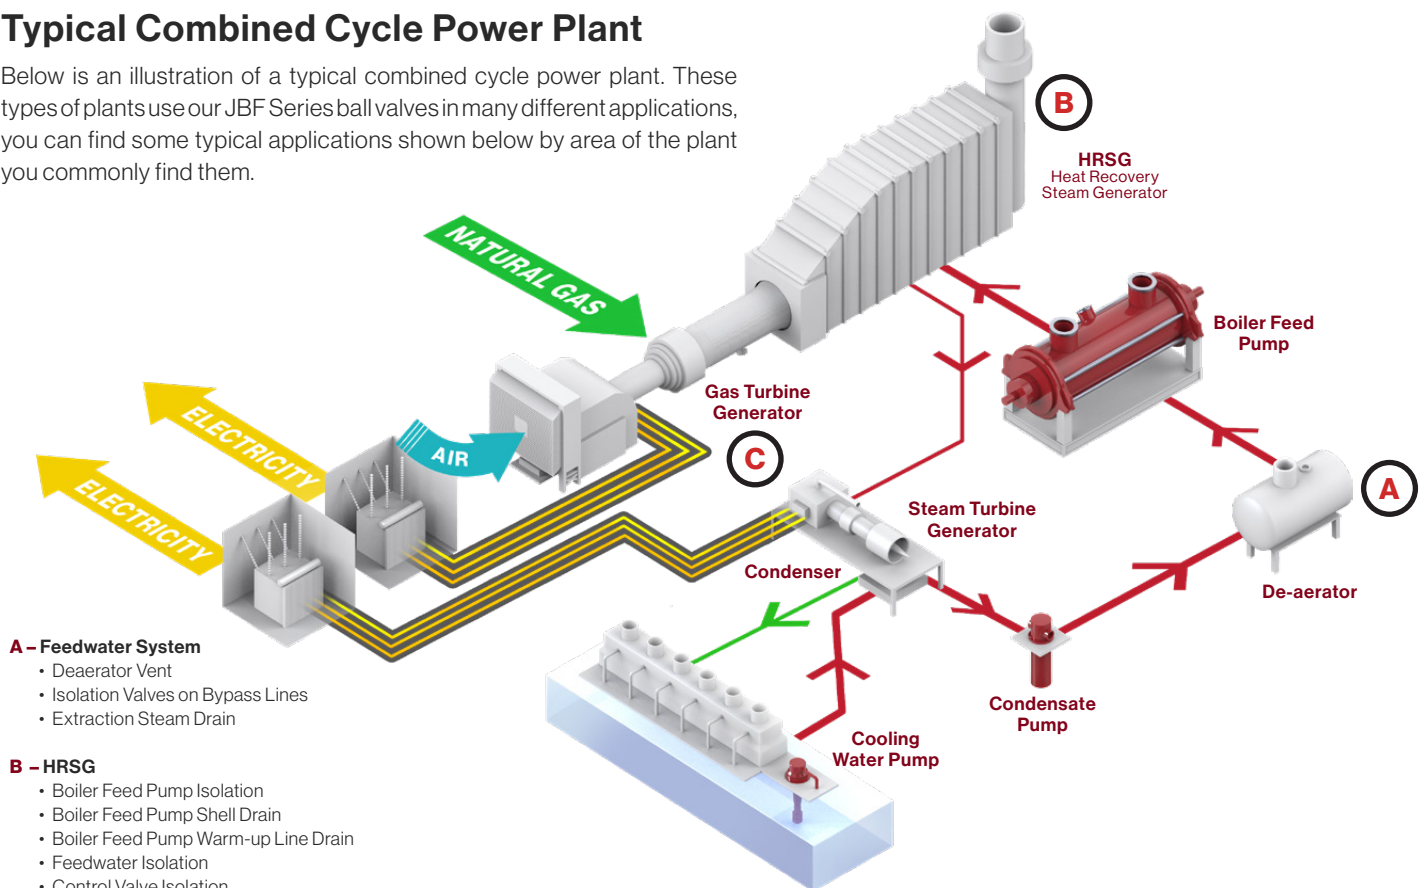 Typical Combined Cycle Power Plant
Below is an illustration of a typical combined cycle power plant. These
types of plants use our JBF Series ball valves in many different applications,
you can find some typical applications shown below by area of the plant
you commonly find them.
B
HRSG
Heat Recovery
Steam Generator
NATURAL GAS
Boiler Feed
Pump
Gas Turbine
Generator
ELECTRICITY
AIR
C
ELECTRICITY
A
Steam Turbine
Generator
Condenser
De-aerator
Condensate
Pump
Cooling
Water Pump
A – Feedwater System
• Deaerator Vent
• Isolation Valves on Bypass Lines
• Extraction Steam Drain
B – HRSG
• Boiler Feed Pump Isolation
• Boiler Feed Pump Shell Drain
• Boiler Feed Pump Warm-up Line Drain
• Feedwater Isolation
• Control Valve Isolation